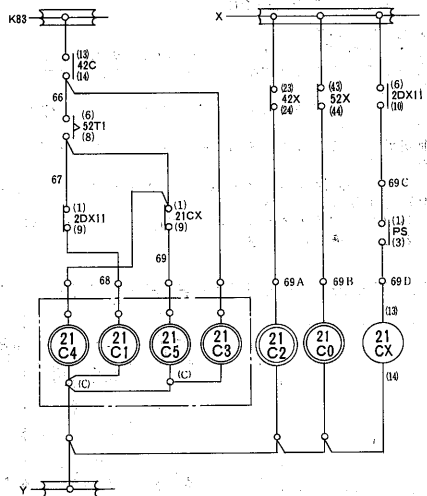 K83
X
(13)
42C
(14)
66
(6)
52T1
(8)
67
(1)
2DX11
(9)
(1)
21CX
(9)
68
69
(23)
42X
(24)
(43)
52X
(44)
(6)
2DX11
(10)
69C
(1)
PS
(3)
69A
69B
69D
(13)
21
C4
21
C1
21
C5
21
C3
21
C2
21
C0
21
CX
(14)
(C)
(C)
Y